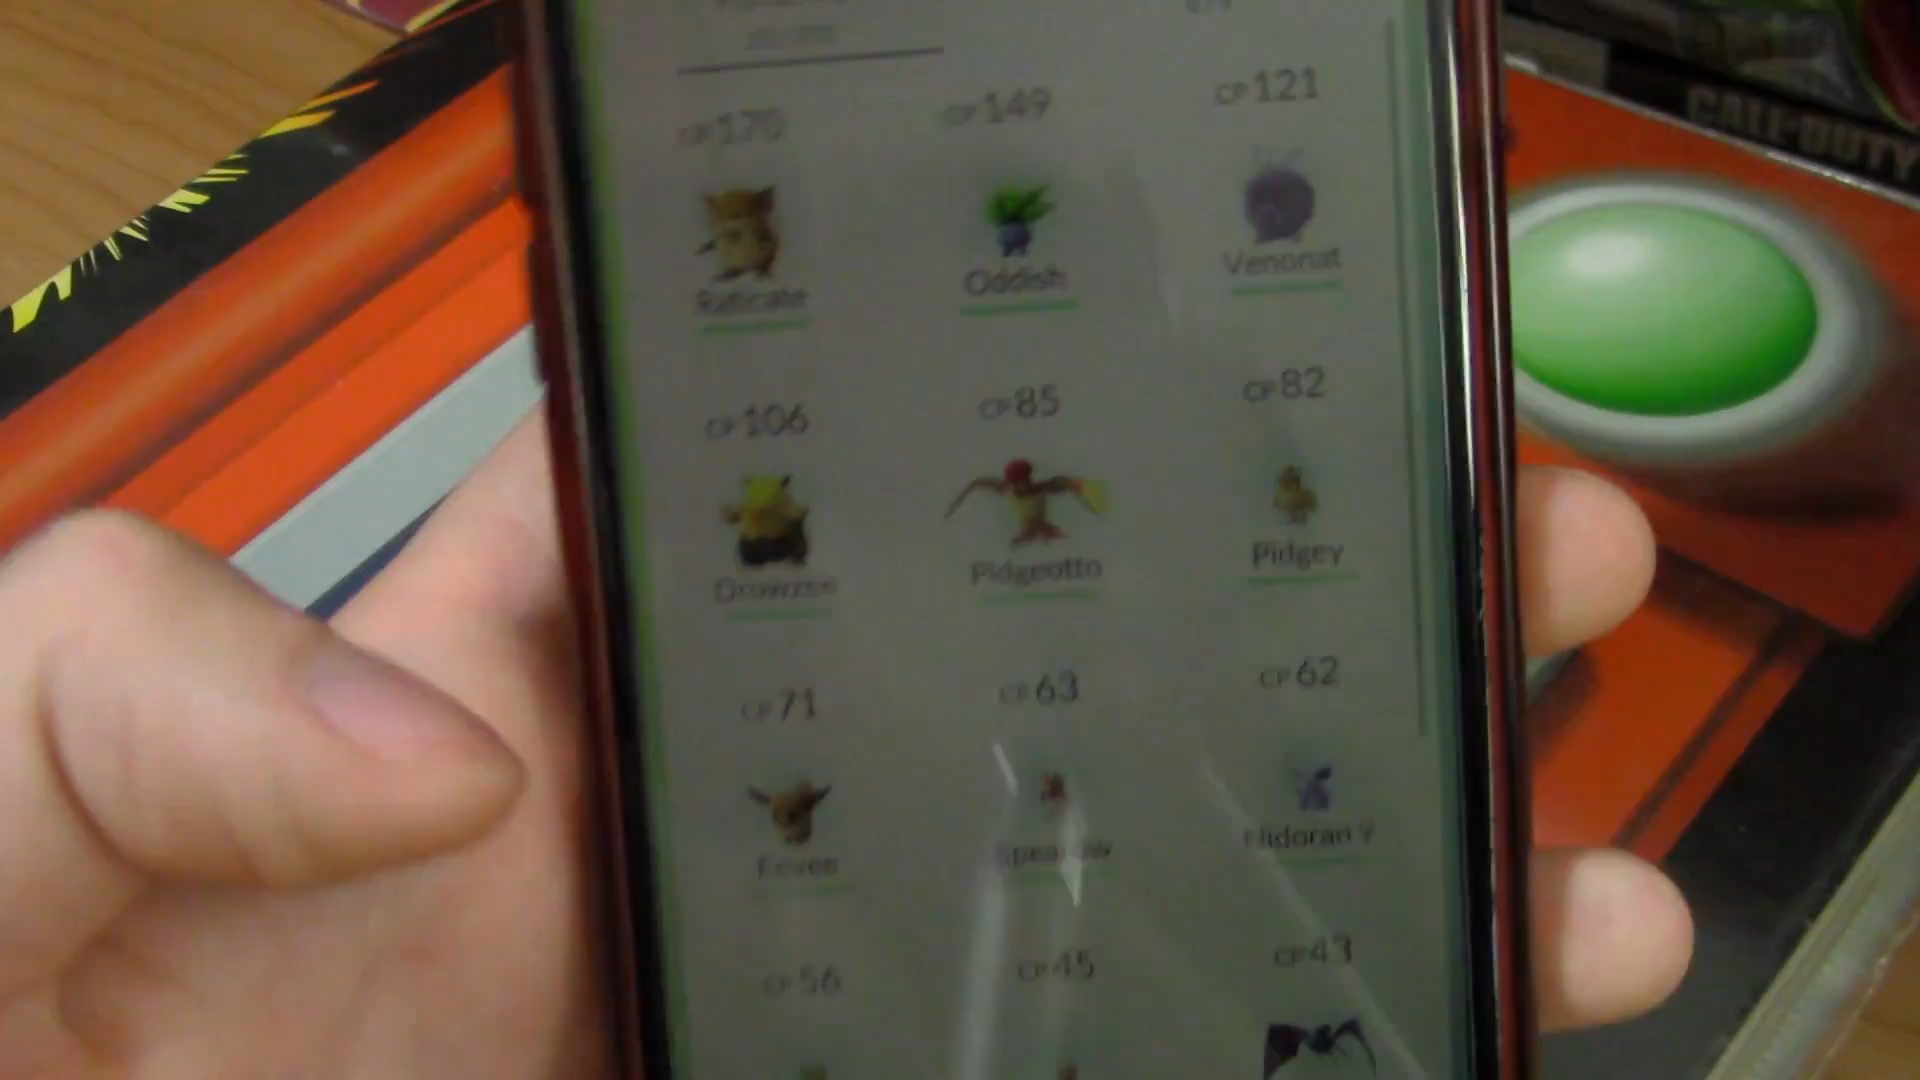 CALL OF DUTY
CP170 CP149 CP121
Raticate Oddish Venonat
CP106 CP85 CP82
Drowzee Pidgeotto Pidgey
CP71 CP63 CP62
Eevee Spearow Nidoran♀
CP56 CP45 CP43